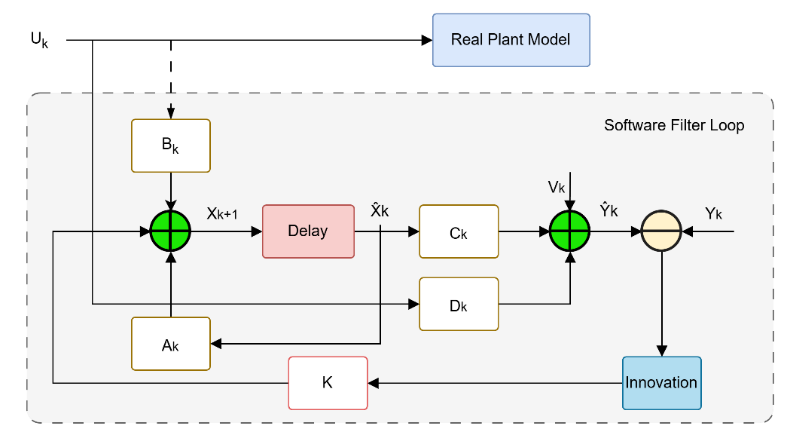 Uk
Real Plant Model
Software Filter Loop
Bk
Vk
Xk+1
Delay
X̂k
Ck
Ŷk
Yk
Dk
Ak
K
Innovation